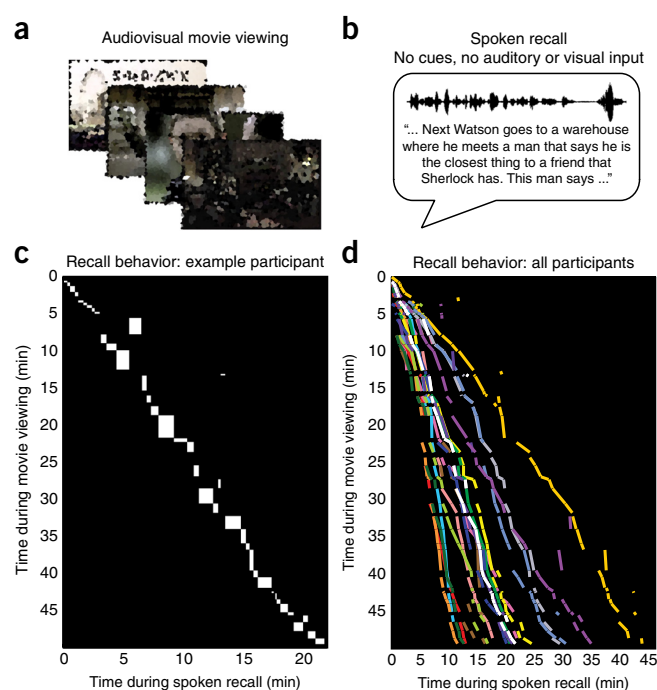 a
Audiovisual movie viewing
b
Spoken recall
No cues, no auditory or visual input
“... Next Watson goes to a warehouse
where he meets a man that says he is
the closest thing to a friend that
Sherlock has. This man says ...”
c
Recall behavior: example participant
Time during movie viewing (min)
0
5
10
15
20
25
30
35
40
45
0 5 10 15 20
Time during spoken recall (min)
d
Recall behavior: all participants
Time during movie viewing (min)
0
5
10
15
20
25
30
35
40
45
0 5 10 15 20 25 30 35 40 45
Time during spoken recall (min)